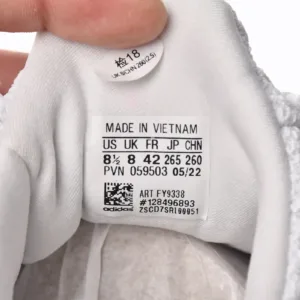 检18
MADE IN VIETNAM
US UK FR JP CHN
8½ 8 42 265 260
PVN 059503 05/22
ART FY9338
#128496893
adidas